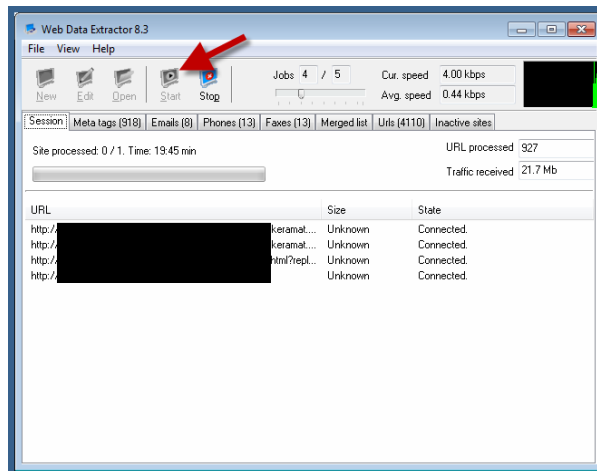 Web Data Extractor 8.3
File View Help
New Edit Open Start Stop
Jobs 4 / 5
Cur. speed 4.00 kbps
Avg. speed 0.44 kbps
Session Meta tags (918) Emails (8) Phones (13) Faxes (13) Merged list Urls (4110) Inactive sites
Site processed: 0 / 1. Time: 19:45 min
URL processed 927
Traffic received 21.7 Mb
URL Size State
http:/ keramat.... Unknown Connected.
http:/ keramat.... Unknown Connected.
http:/ html?repl... Unknown Connected.
http:/ Unknown Connected.